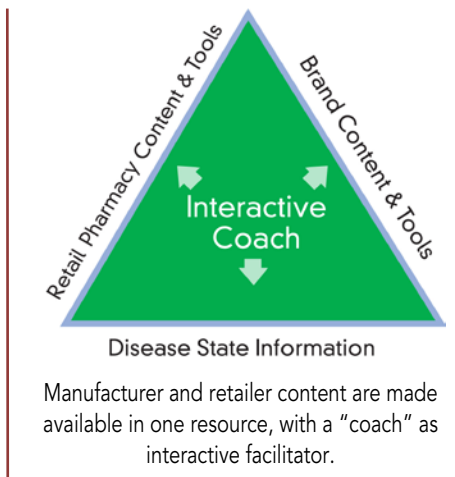 Retail Pharmacy Content & Tools
Brand Content & Tools
Interactive
Coach
Disease State Information
Manufacturer and retailer content are made
available in one resource, with a “coach” as
interactive facilitator.